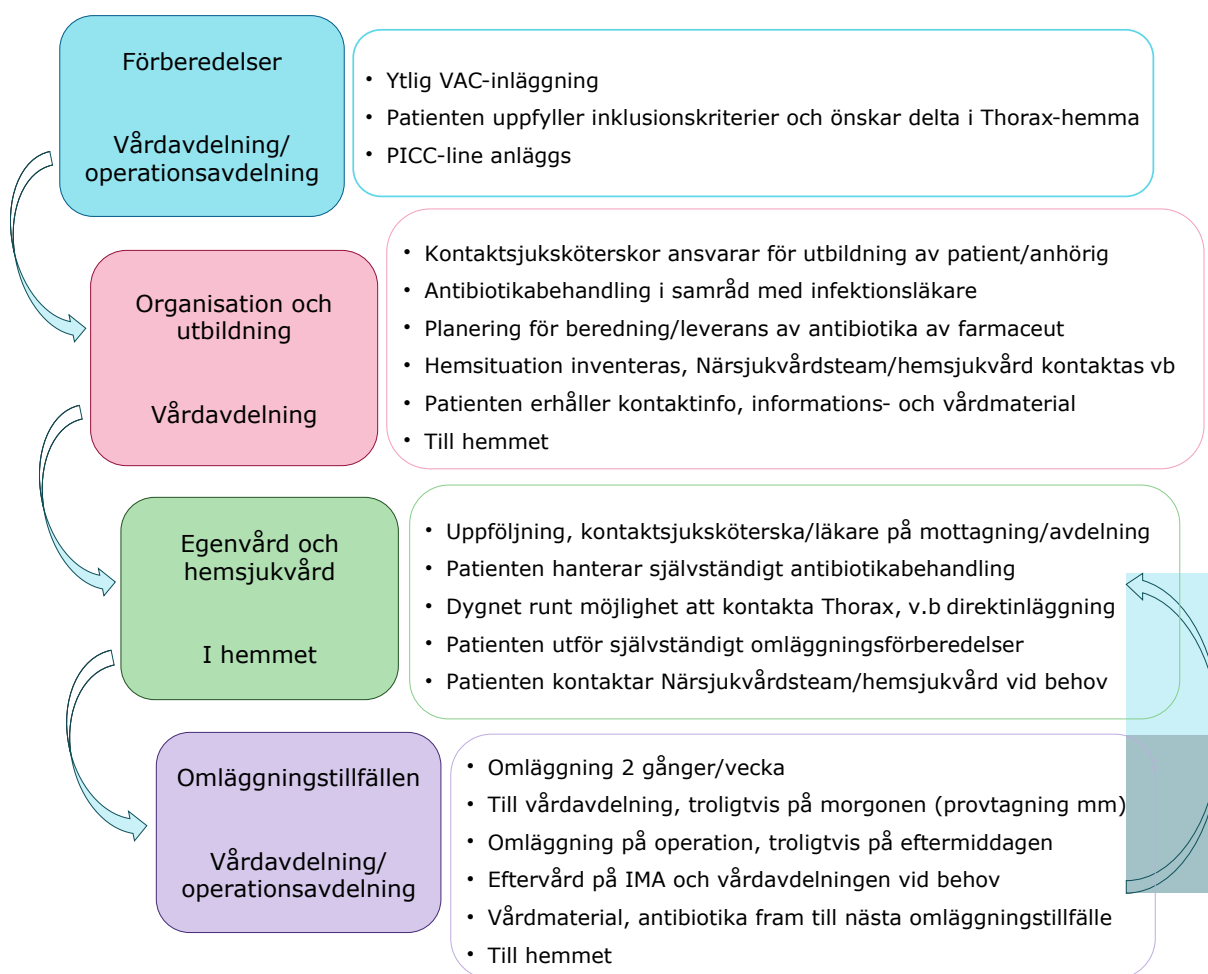 Förberedelser
Vårdavdelning/
operationsavdelning
• Ytlig VAC-inläggning
• Patienten uppfyller inklusionskriterier och önskar delta i Thorax-hemma
• PICC-line anläggs
Organisation och
utbildning
Vårdavdelning
• Kontaktsjuksköterskor ansvarar för utbildning av patient/anhörig
• Antibiotikabehandling i samråd med infektionsläkare
• Planering för beredning/leverans av antibiotika av farmaceut
• Hemsituation inventeras, Närsjukvårdsteam/hemsjukvård kontaktas vb
• Patienten erhåller kontaktinfo, informations- och vårdmaterial
• Till hemmet
Egenvård och
hemsjukvård
I hemmet
• Uppföljning, kontaktsjuksköterska/läkare på mottagning/avdelning
• Patienten hanterar självständigt antibiotikabehandling
• Dygnet runt möjlighet att kontakta Thorax, v.b direktinläggning
• Patienten utför självständigt omläggningsförberedelser
• Patienten kontaktar Närsjukvårdsteam/hemsjukvård vid behov
Omläggningstillfällen
Vårdavdelning/
operationsavdelning
• Omläggning 2 gånger/vecka
• Till vårdavdelning, troligtvis på morgonen (provtagning mm)
• Omläggning på operation, troligtvis på eftermiddagen
• Eftervård på IMA och vårdavdelningen vid behov
• Vårdmaterial, antibiotika fram till nästa omläggningstillfälle
• Till hemmet